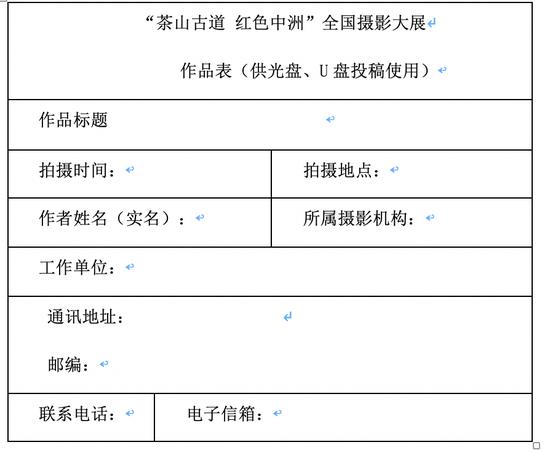 “茶山古道 红色中洲”全国摄影大展
作品表（供光盘、U盘投稿使用）
作品标题
拍摄时间： 拍摄地点：
作者姓名（实名）： 所属摄影机构：
工作单位：
通讯地址：
邮编：
联系电话： 电子信箱：